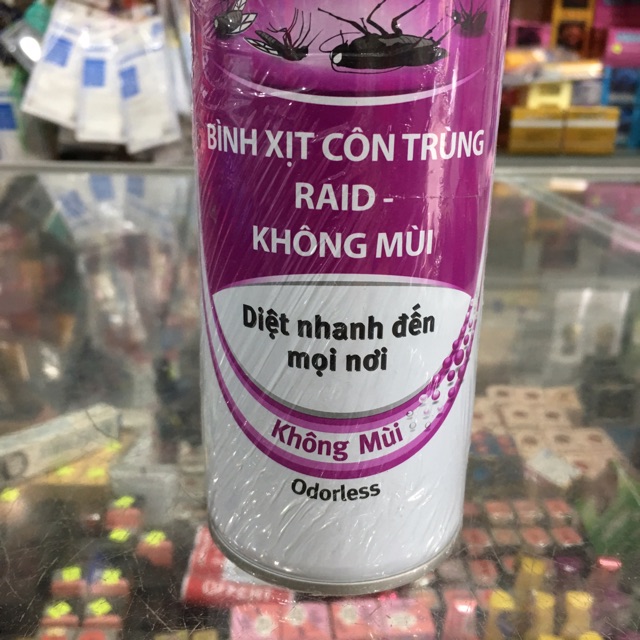 BÌNH XỊT CÔN TRÙNG
RAID -
KHÔNG MÙI
Diệt nhanh đến
mọi nơi
Không Mùi
Odorless